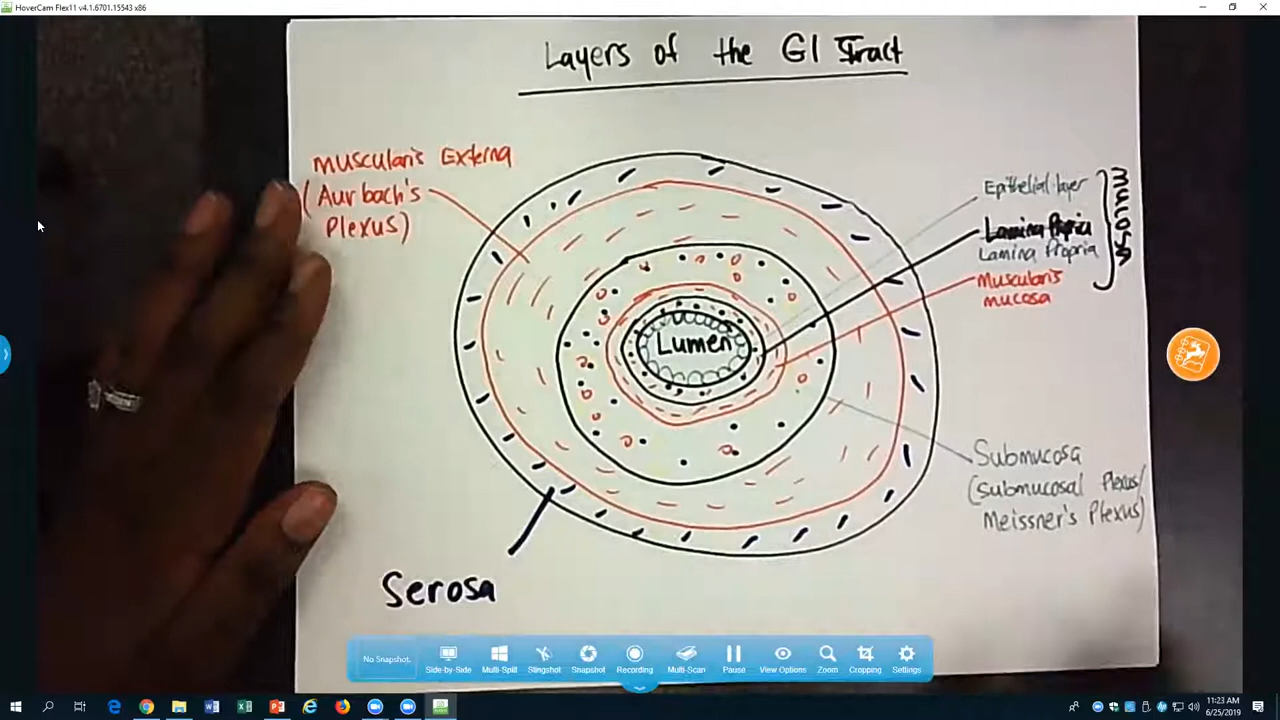 HoverCam Flex11 v4.1.6701.15543 x86
Layers of the GI Tract
Muscularis Externa
(Aurbach's
Plexus)
Epithelial layer
Lamina Propria
Lamina Propria
Muscularis
mucosa
mucosa
Lumen
Submucosa
(submucosal Plexus/
Meissner's Plexus)
Serosa
No Snapshot.
Side-by-Side
Multi-Spill
Slingshot
Snapshot
Recording
Multi-Scan
Pause
View Options
Zoom
Cropping
Settings
11:23 AM
6/25/2019